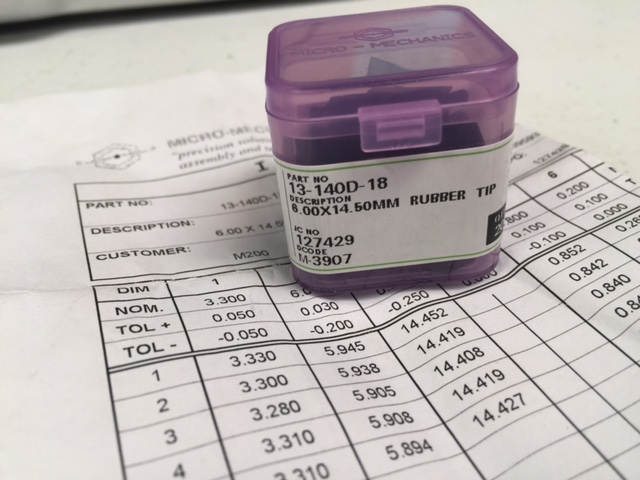 MICRO - MECHANICS
PART NO
13-140D-18
DESCRIPTION
6.00X14.50MM RUBBER TIP
127429
DCODE
M-3907
MICRO-MEC
"precision
assembly and
PART NO: 13-140D-1
DESCRIPTION: 6.00 X 14.5
CUSTOMER: M200
DIM 1 6
NOM. 3.300 6.0 0.200
TOL + 0.050 0.030 -0.250 0.100
TOL - -0.050 -0.200 -0.100
1 3.330 5.945 14.452 0.852
2 3.300 5.938 14.419 0.842
3 3.280 5.905 14.408 0.840
4 3.310 5.908 14.419
3.310 5.894 14.427